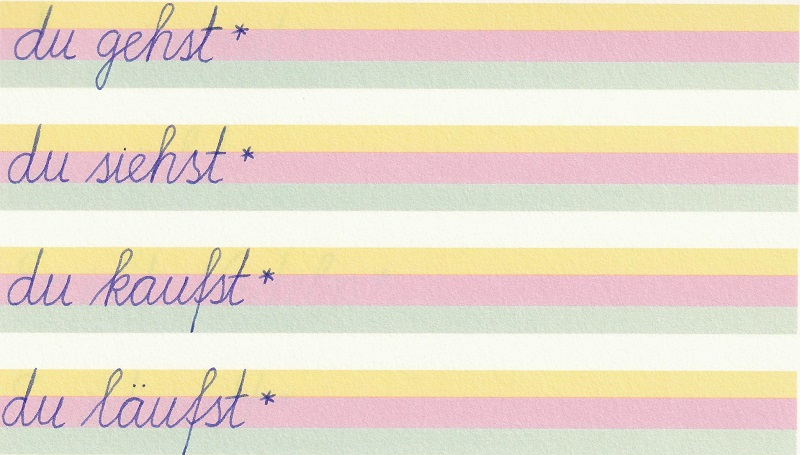 du gehst *
du siehst *
du kaufst *
du läufst *